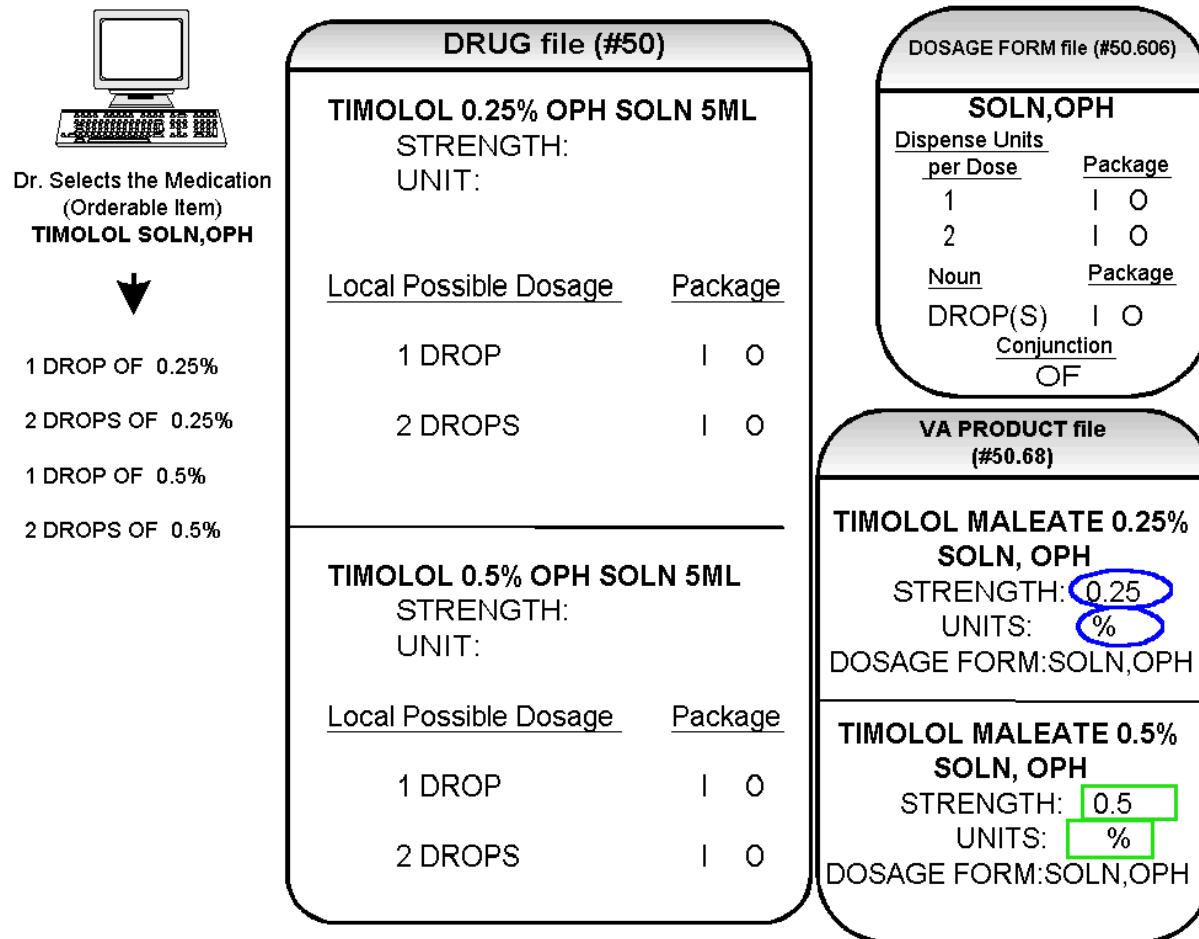 Dr. Selects the Medication
(Orderable Item)
TIMOLOL SOLN,OPH
1 DROP OF 0.25%
2 DROPS OF 0.25%
1 DROP OF 0.5%
2 DROPS OF 0.5%
DRUG file (#50)
TIMOLOL 0.25% OPH SOLN 5ML
STRENGTH:
UNIT:
Local Possible Dosage Package
1 DROP I O
2 DROPS I O
TIMOLOL 0.5% OPH SOLN 5ML
STRENGTH:
UNIT:
Local Possible Dosage Package
1 DROP I O
2 DROPS I O
DOSAGE FORM file (#50.606)
SOLN,OPH
Dispense Units
per Dose Package
1 I O
2 I O
Noun Package
DROP(S) I O
Conjunction
OF
VA PRODUCT file
(#50.68)
TIMOLOL MALEATE 0.25%
SOLN, OPH
STRENGTH: 0.25
UNITS: %
DOSAGE FORM:SOLN,OPH
TIMOLOL MALEATE 0.5%
SOLN, OPH
STRENGTH: 0.5
UNITS: %
DOSAGE FORM:SOLN,OPH